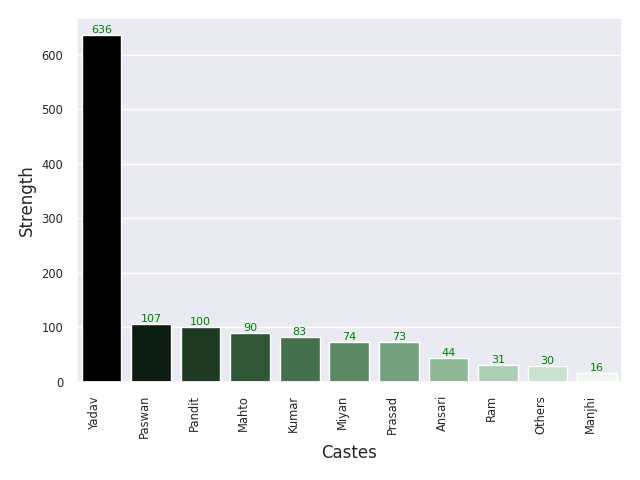 636
600
500
400
300
200
100
0
Strength
107
100
90
83
74
73
44
31
30
16
Yadav
Paswan
Pandit
Mahto
Kumar
Miyan
Prasad
Ansari
Ram
Others
Manjhi
Castes